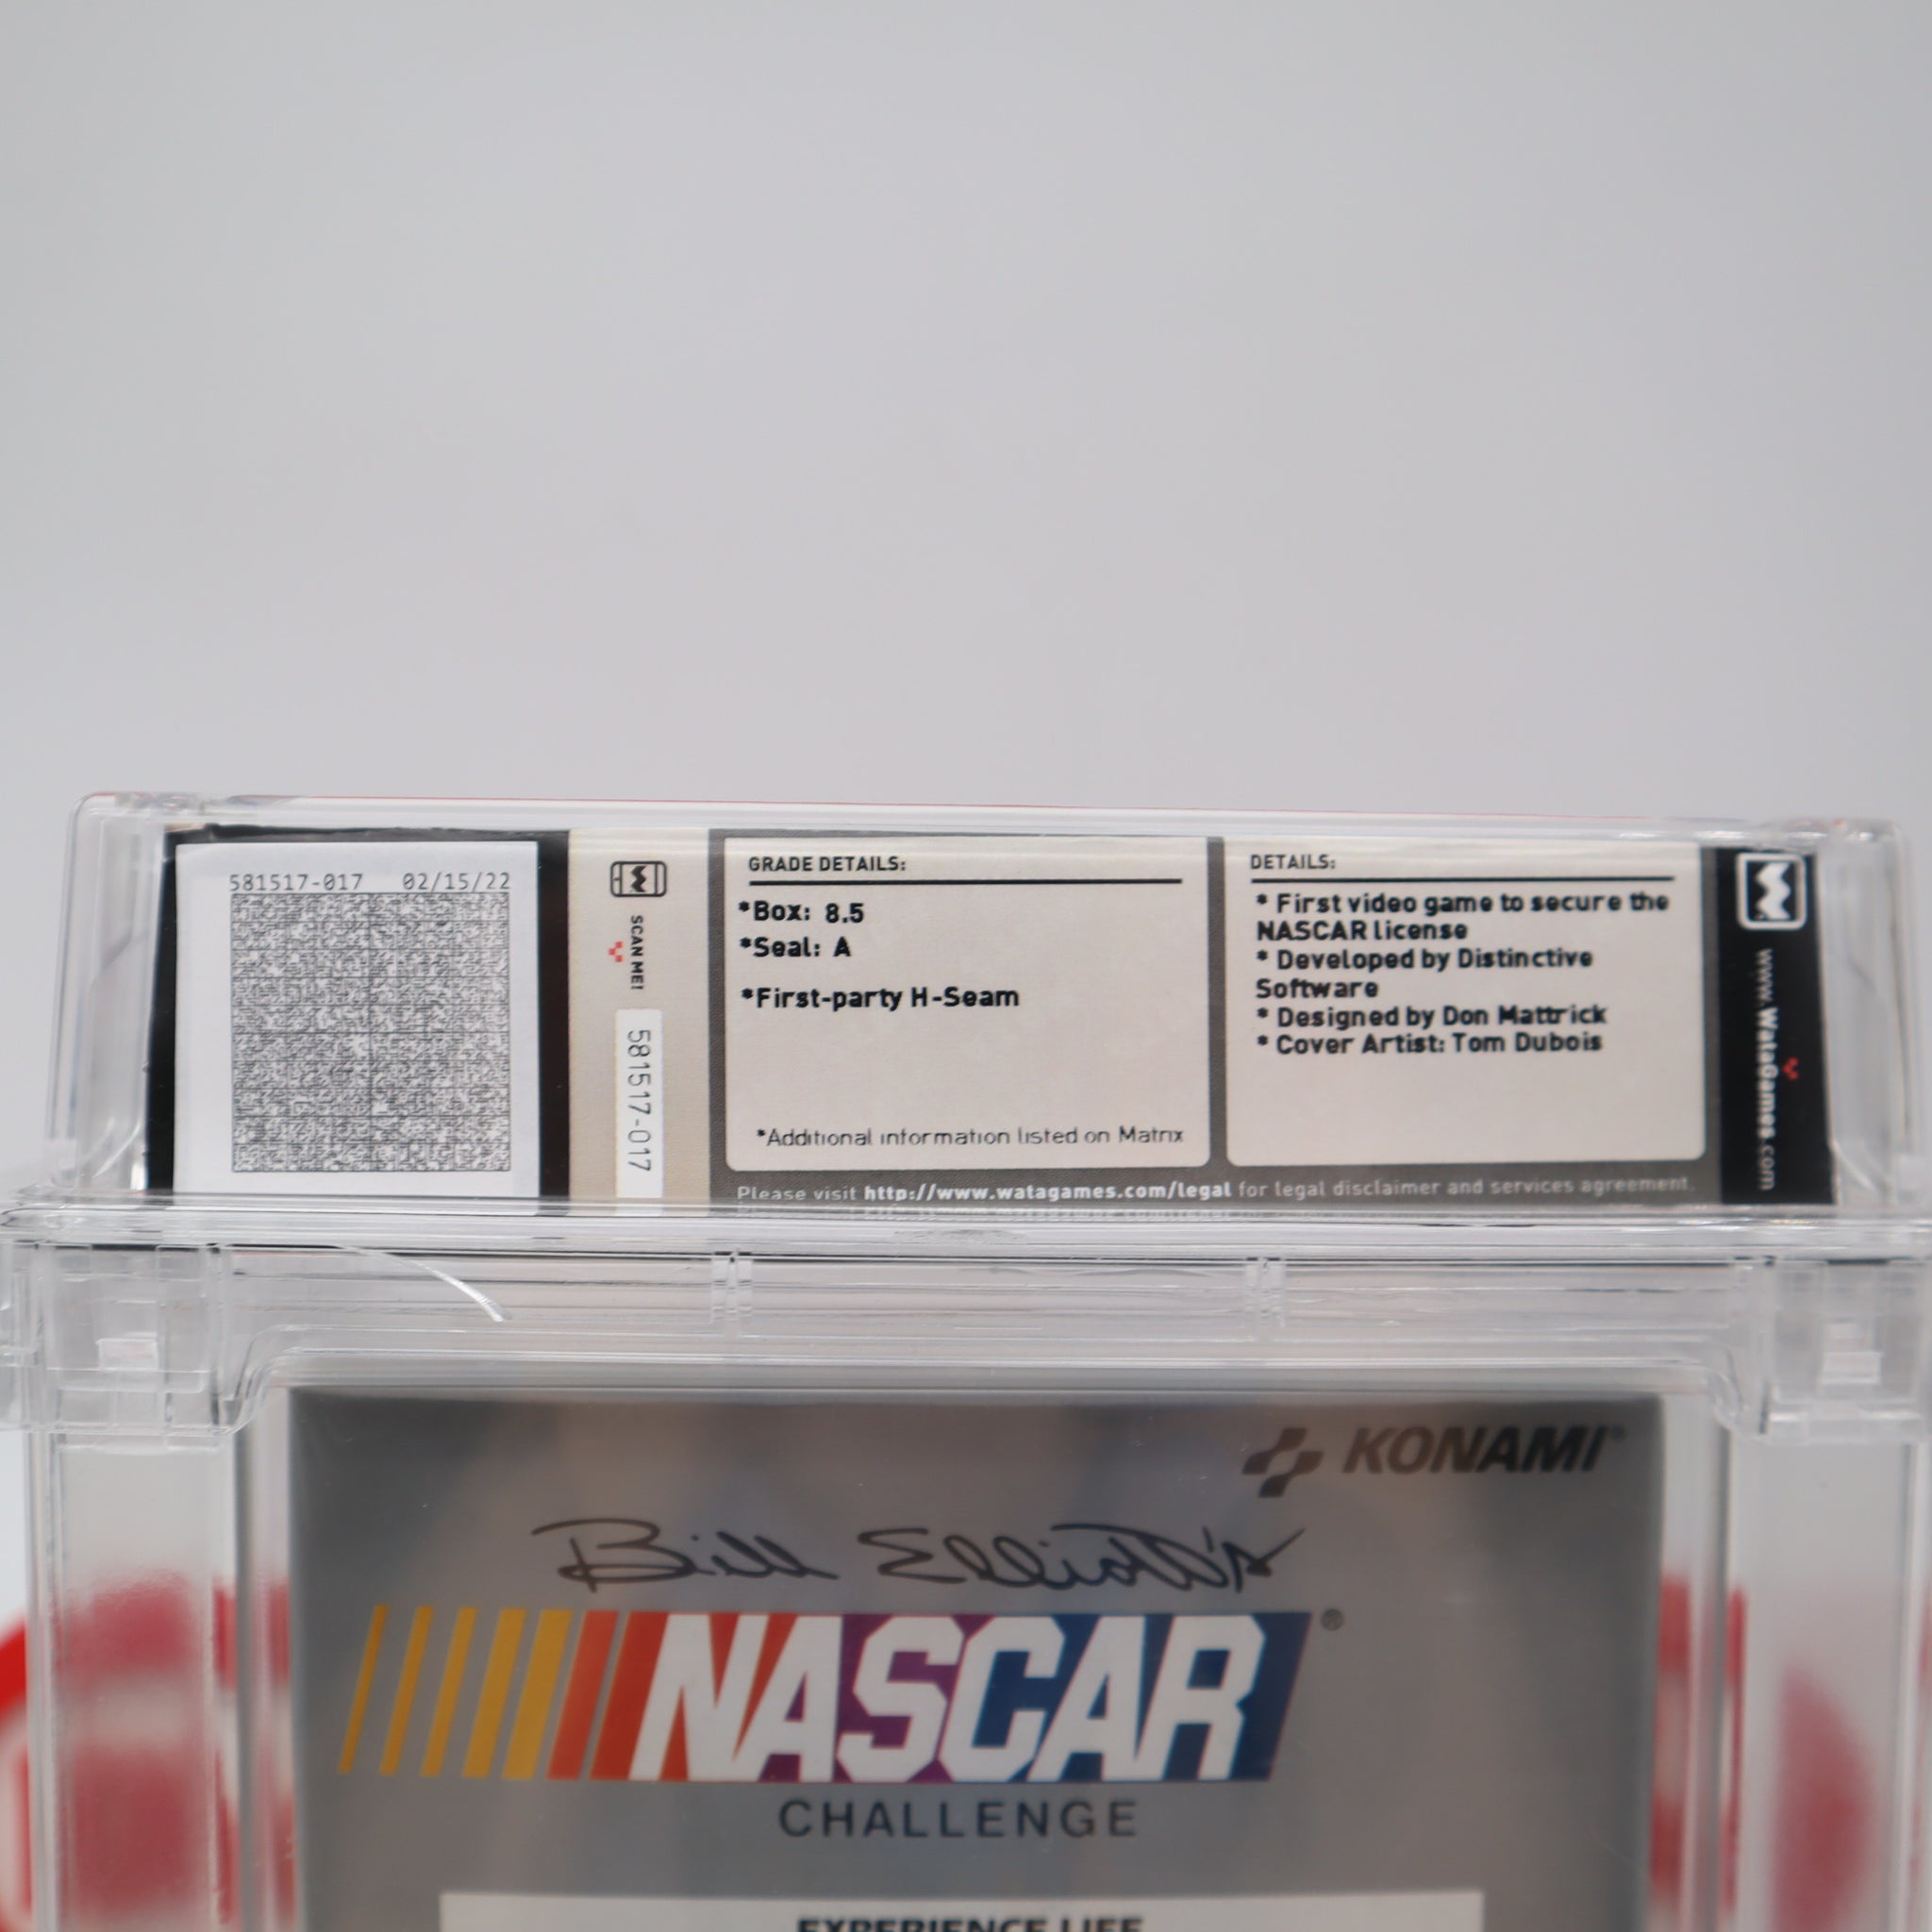 581517-017 02/15/22
SCAN ME!
581517-017
GRADE DETAILS:
*Box: 8.5
*Seal: A
*First-party H-Seam
*Additional information listed on Matrix
DETAILS:
* First video game to secure the
NASCAR license
* Developed by Distinctive
Software
* Designed by Don Mattrick
* Cover Artist: Tom Dubois
Please visit http://www.watagames.com/legal for legal disclaimer and services agreement.
www.WataGames.com
KONAMI®
Bill Elliott's
NASCAR®
CHALLENGE
EXPERIENCE LIFE